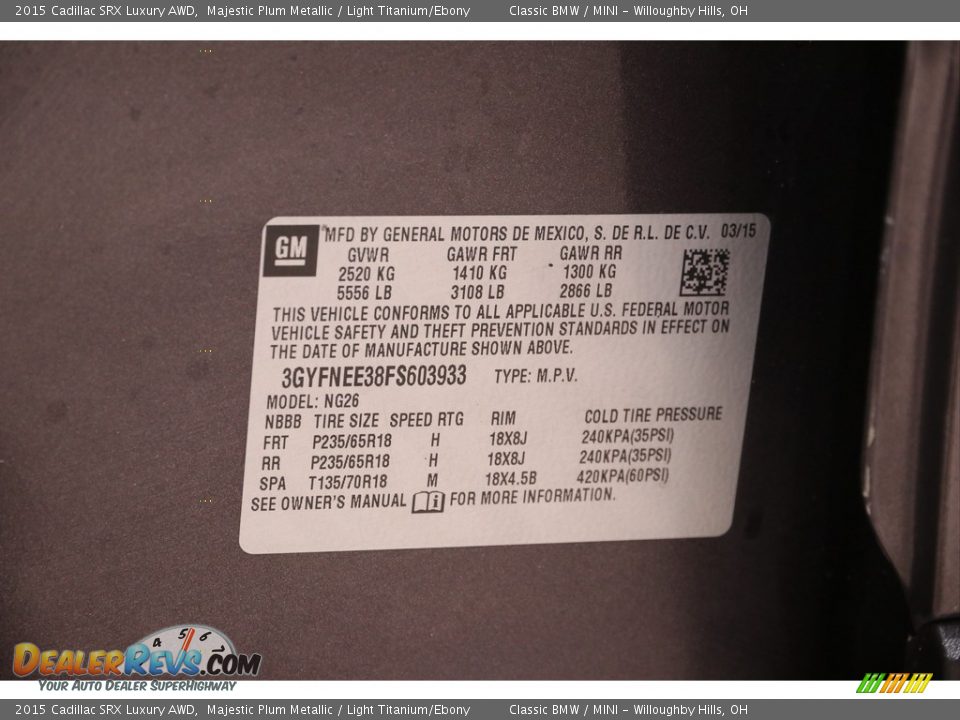 2015 Cadillac SRX Luxury AWD, Majestic Plum Metallic / Light Titanium/Ebony Classic BMW / MINI - Willoughby Hills, OH
GM ® MFD BY GENERAL MOTORS DE MEXICO, S. DE R.L. DE C.V. 03/15
GVWR GAWR FRT GAWR RR
2520 KG 1410 KG 1300 KG
5556 LB 3108 LB 2866 LB
THIS VEHICLE CONFORMS TO ALL APPLICABLE U.S. FEDERAL MOTOR
VEHICLE SAFETY AND THEFT PREVENTION STANDARDS IN EFFECT ON
THE DATE OF MANUFACTURE SHOWN ABOVE.
3GYFNEE38FS603933 TYPE: M.P.V.
MODEL: NG26
NBBB TIRE SIZE SPEED RTG RIM COLD TIRE PRESSURE
FRT P235/65R18 H 18X8J 240KPA(35PSI)
RR P235/65R18 H 18X8J 240KPA(35PSI)
SPA T135/70R18 M 18X4.5B 420KPA(60PSI)
SEE OWNER'S MANUAL i FOR MORE INFORMATION.
4 5 6 7
DEALERREVS.COM
YOUR AUTO DEALER SUPERHIGHWAY
2015 Cadillac SRX Luxury AWD, Majestic Plum Metallic / Light Titanium/Ebony Classic BMW / MINI - Willoughby Hills, OH